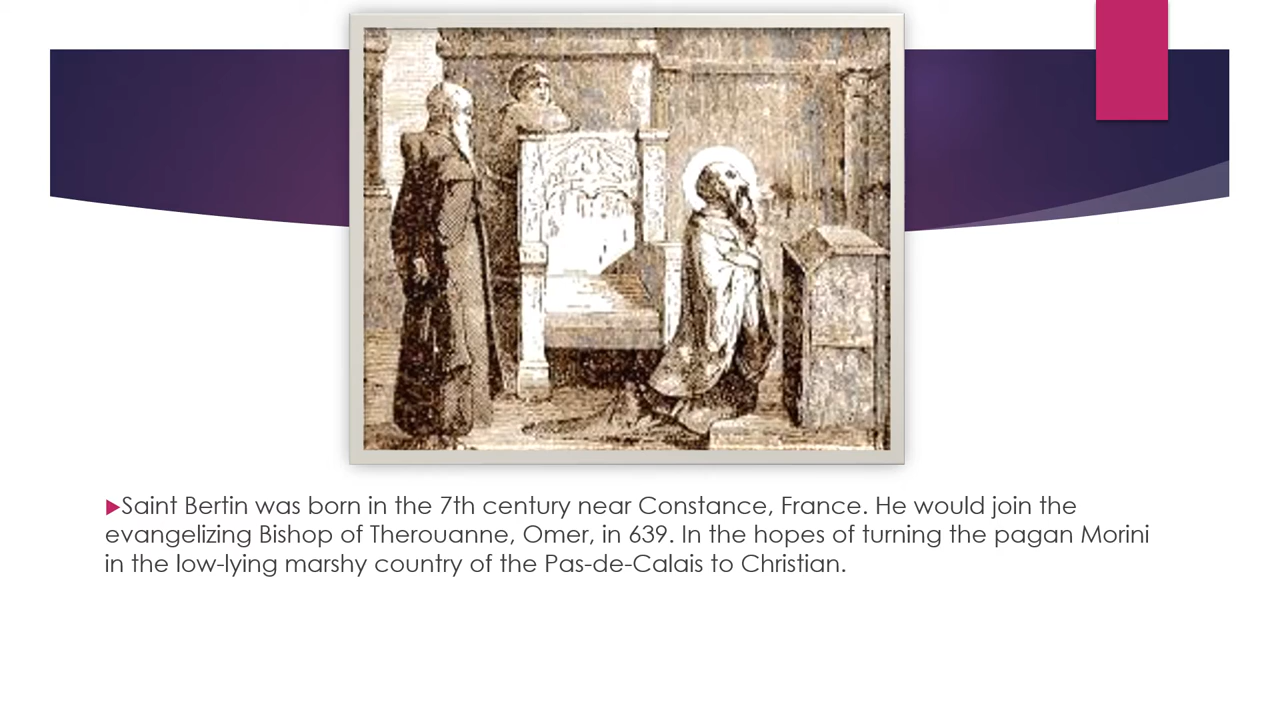 Saint Bertin was born in the 7th century near Constance, France. He would join the
evangelizing Bishop of Therouanne, Omer, in 639. In the hopes of turning the pagan Morini
in the low-lying marshy country of the Pas-de-Calais to Christian.